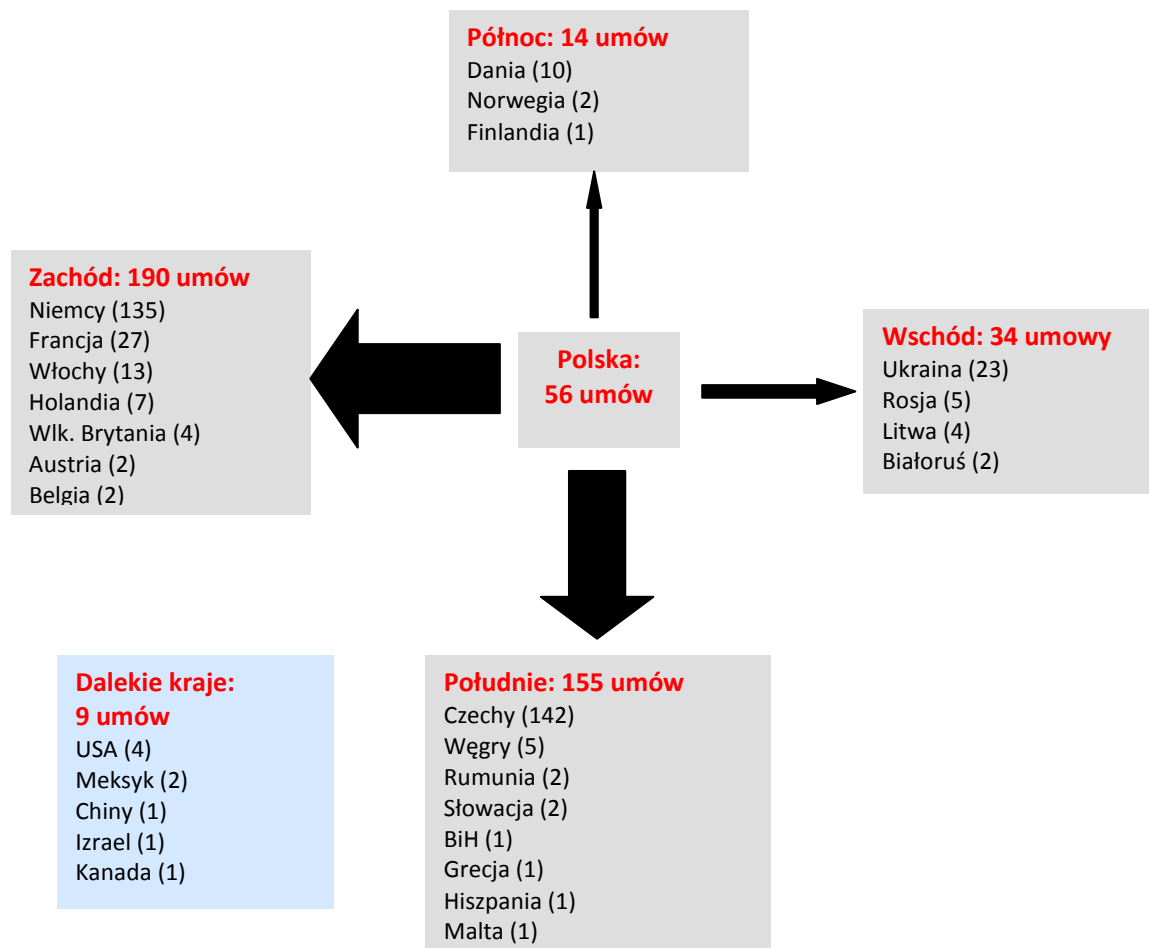 Północ: 14 umów
Dania (10)
Norwegia (2)
Finlandia (1)
Zachód: 190 umów
Niemcy (135)
Francja (27)
Włochy (13)
Holandia (7)
Wlk. Brytania (4)
Austria (2)
Belgia (2)
Polska:
56 umów
Wschód: 34 umowy
Ukraina (23)
Rosja (5)
Litwa (4)
Białoruś (2)
Dalekie kraje:
9 umów
USA (4)
Meksyk (2)
Chiny (1)
Izrael (1)
Kanada (1)
Południe: 155 umów
Czechy (142)
Węgry (5)
Rumunia (2)
Słowacja (2)
BiH (1)
Grecja (1)
Hiszpania (1)
Malta (1)